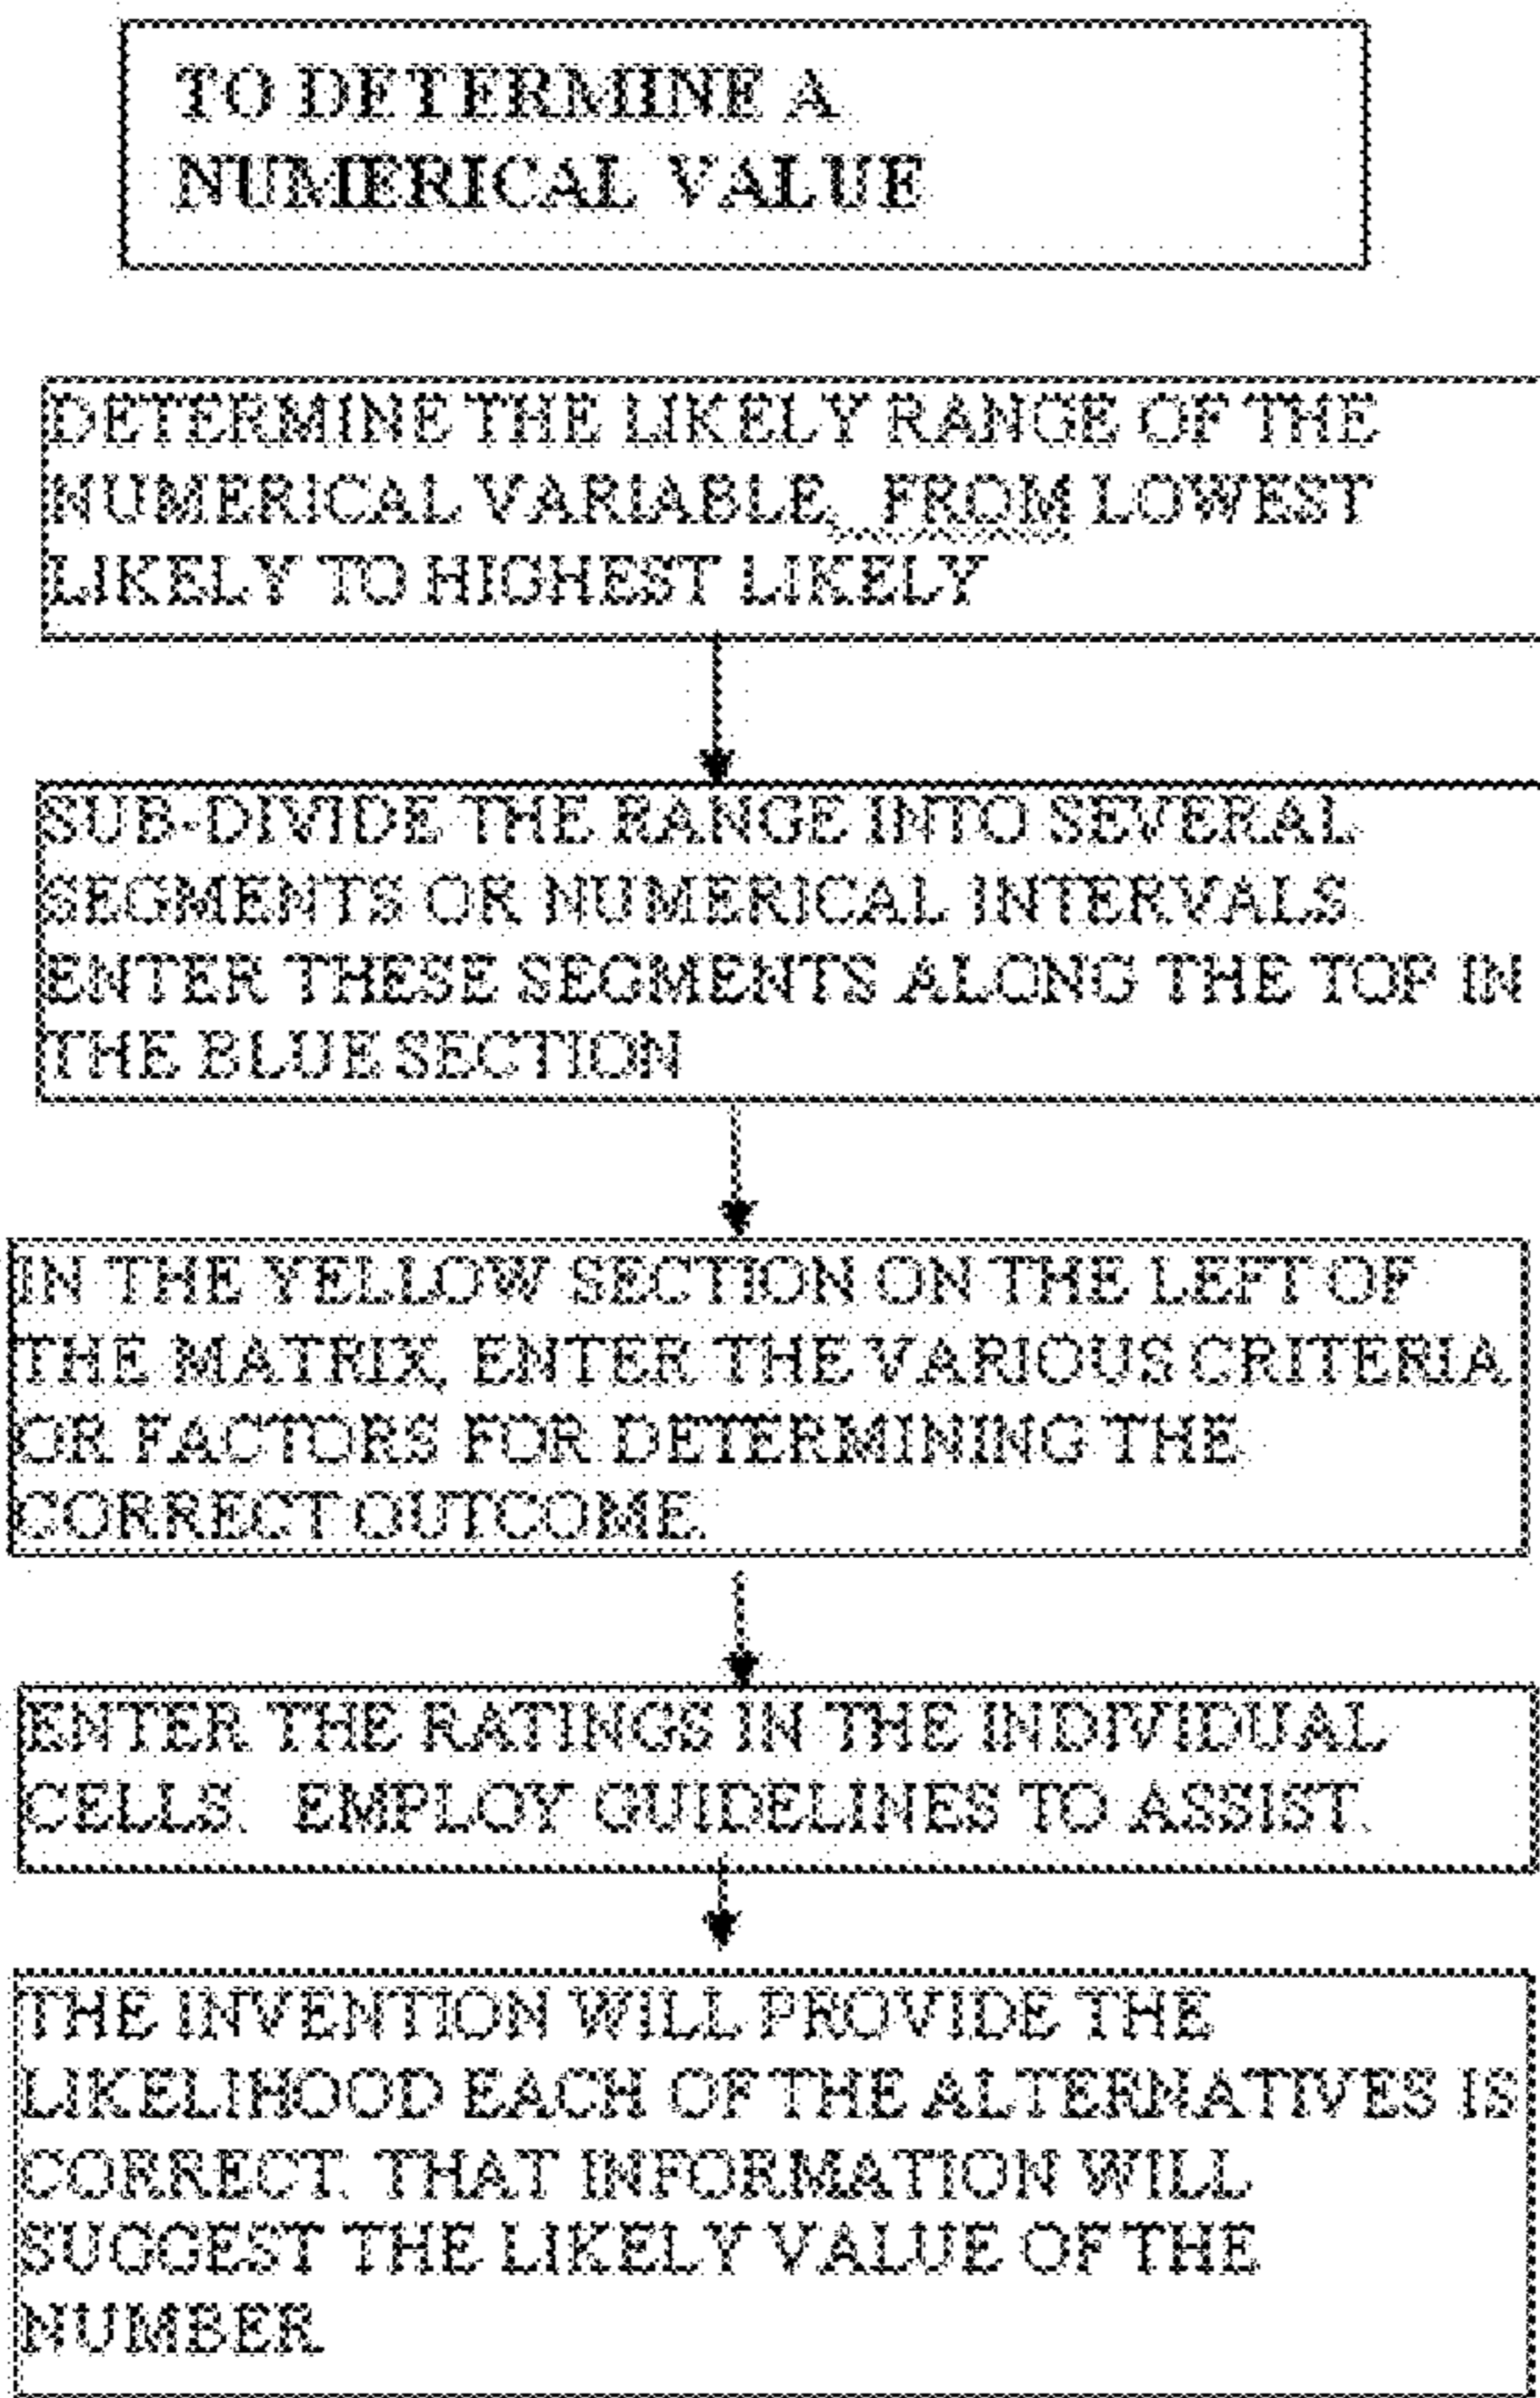 TO DETERMINE A
NUMERICAL VALUE
DETERMINE THE LIKELY RANGE OF THE
NUMERICAL VARIABLE, FROM LOWEST
LIKELY TO HIGHEST LIKELY
SUB-DIVIDE THE RANGE INTO SEVERAL
SEGMENTS OR NUMERICAL INTERVALS
ENTER THESE SEGMENTS ALONG THE TOP IN
THE BLUE SECTION
IN THE YELLOW SECTION ON THE LEFT OF
THE MATRIX, ENTER THE VARIOUS CRITERIA
OR FACTORS FOR DETERMINING THE
CORRECT OUTCOME.
ENTER THE RATINGS IN THE INDIVIDUAL
CELLS. EMPLOY GUIDELINES TO ASSIST.
THE INVENTION WILL PROVIDE THE
LIKELIHOOD EACH OF THE ALTERNATIVES IS
CORRECT. THAT INFORMATION WILL
SUGGEST THE LIKELY VALUE OF THE
NUMBER